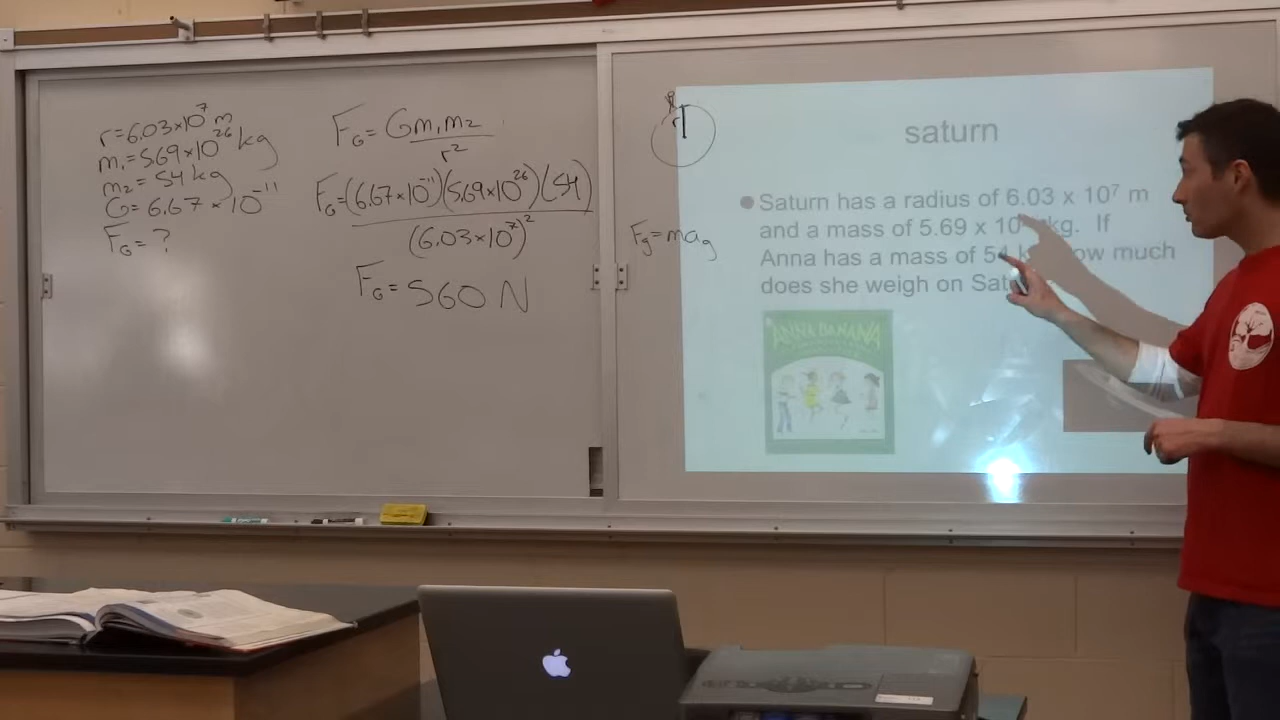 r=6.03×10⁷ m
m₁=5.69×10²⁶ kg
m₂=54 kg
G=6.67×10⁻¹¹
F_G=?
F_G=Gm₁m₂
r²
F_G=(6.67×10⁻¹¹)(5.69×10²⁶)(54)
(6.03×10⁷)²
F_G=560 N
r
F_g=ma_g
saturn
• Saturn has a radius of 6.03 x 10⁷ m
and a mass of 5.69 x 10 kg. If
Anna has a mass of 54 much
does she weigh on
ANNA BANANA